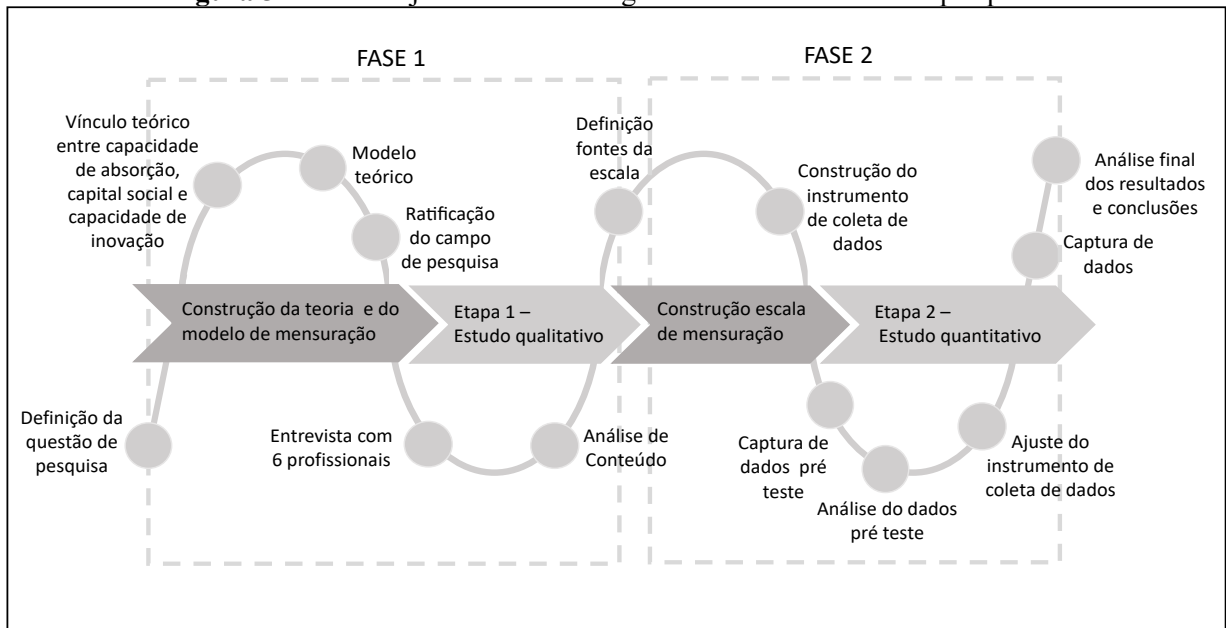 FASE 1
FASE 2
Vínculo teórico
entre capacidade
de absorção,
capital social e
capacidade de
inovação
Modelo
teórico
Ratificação
do campo
de pesquisa
Definição
fontes da
escala
Construção do
instrumento
de coleta de
dados
Análise final
dos resultados
e conclusões
Captura de
dados
Construção da teoria e do
modelo de mensuração
Etapa 1 –
Estudo qualitativo
Construção escala
de mensuração
Etapa 2 –
Estudo quantitativo
Definição da
questão de
pesquisa
Entrevista com
6 profissionais
Análise de
Conteúdo
Captura de
dados pré
teste
Análise do dados
pré teste
Ajuste do
instrumento de
coleta de dados